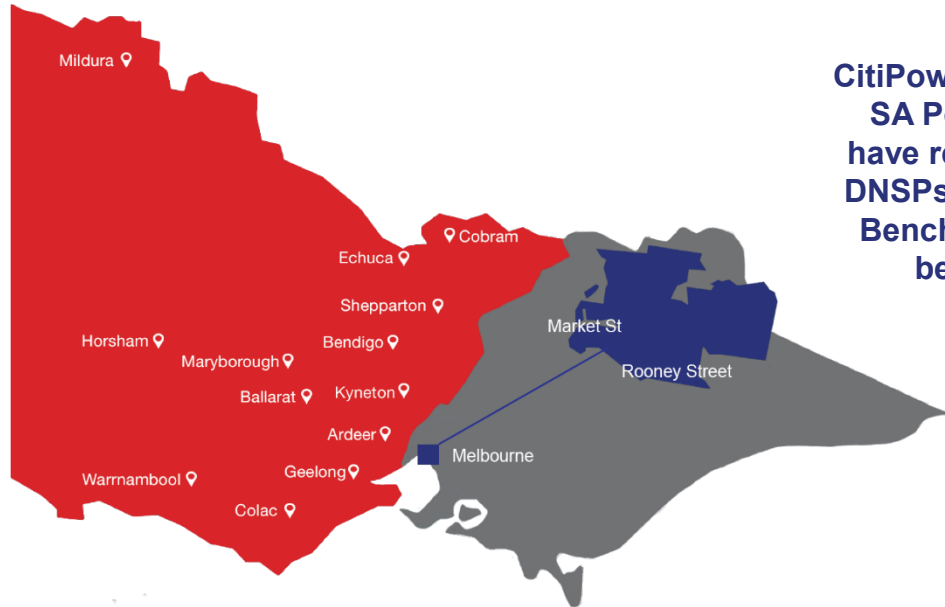 Mildura
CitiPow
SA P
have r
DNSPs
Bench
be
Cobram
Echuca
Shepparton
Market St
Horsham
Bendigo
Maryborough
Rooney Street
Kyneton
Ballarat
Ardeer
Melbourne
Geelong
Warrnambool
Colac